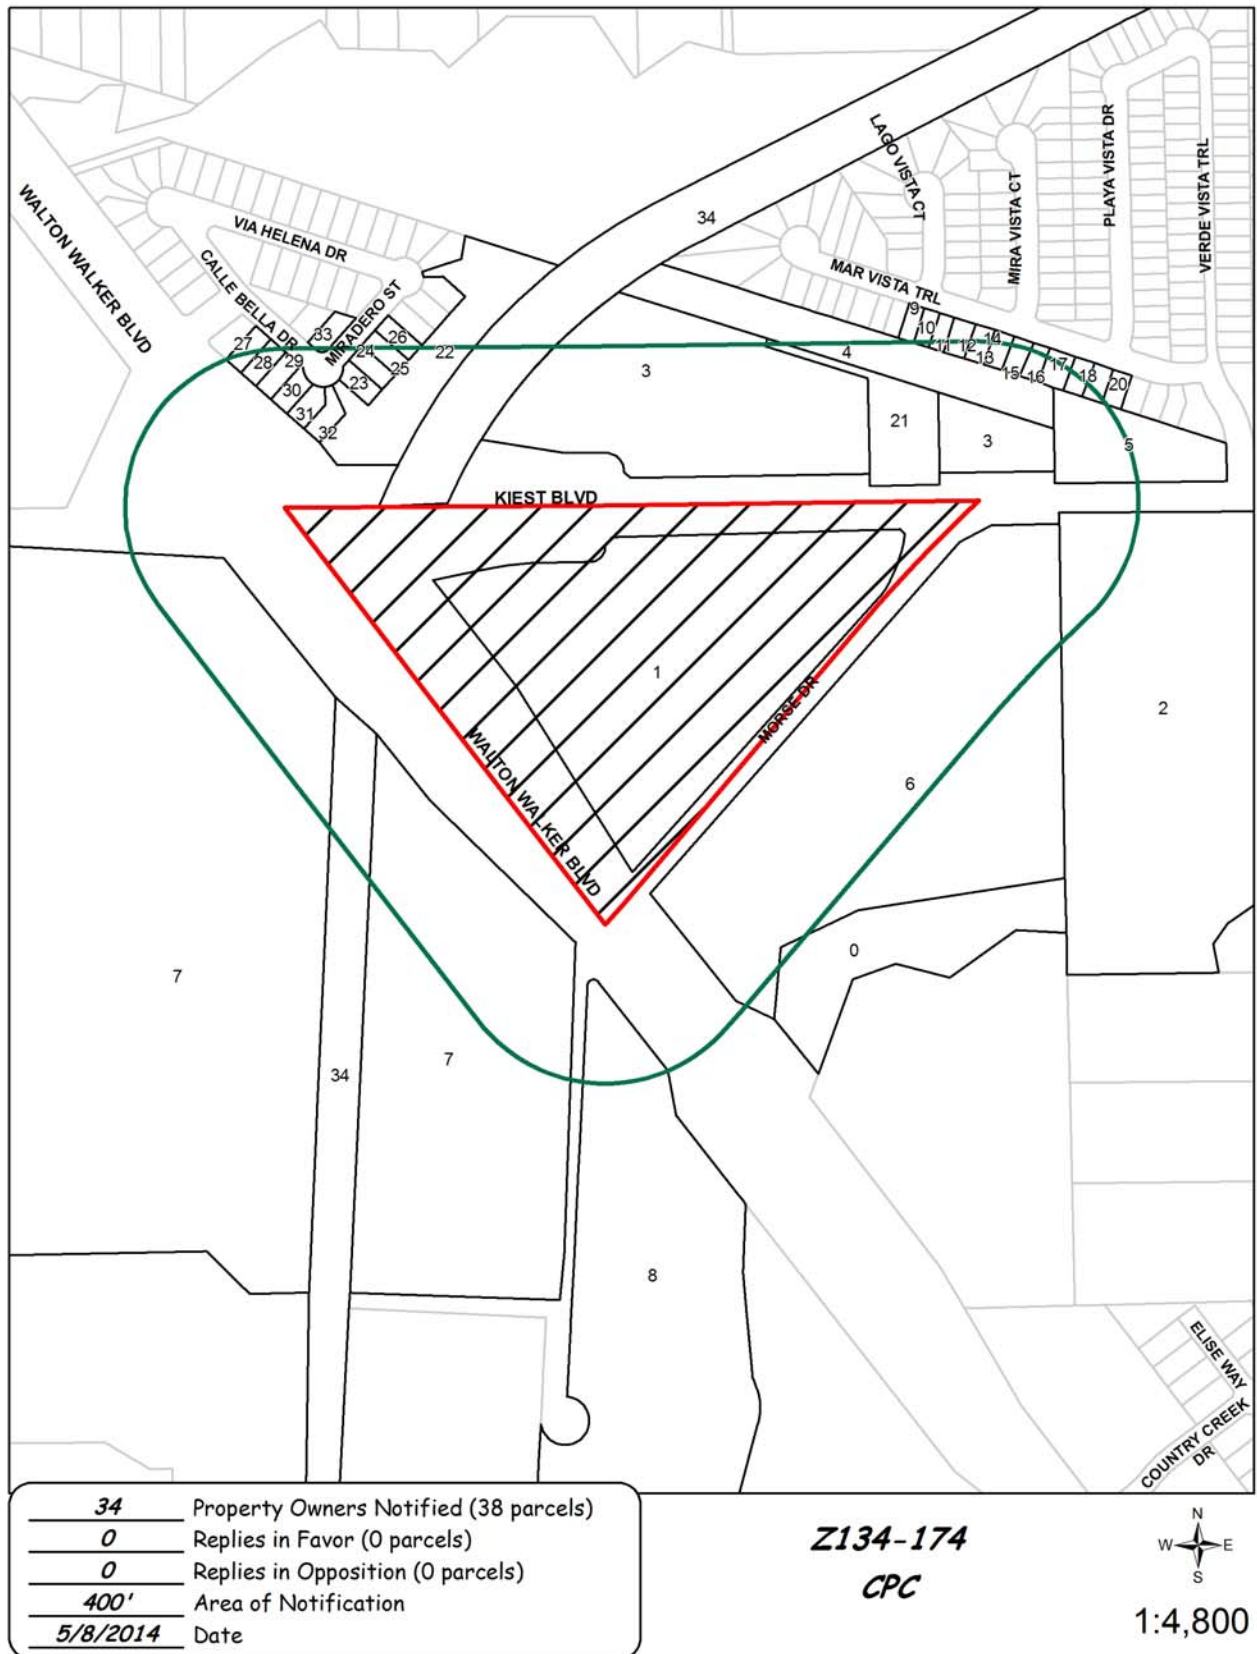 LAGO VISTA CT
MIRA VISTA CT
PLAYA VISTA DR
VERDE VISTA TRL
WALTON WALKER BLVD
VIA HELENA DR
CALLE BELLA DR
MIRADERO ST
MAR VISTA TRL
34
9
10
11
12
13
14
15
16
17
18
20
33
26
27
28
29
24
22
25
23
30
31
32
3
4
21
3
5
KIEST BLVD
1
MORSE DR
WALTON WALKER BLVD
2
6
0
7
7
34
8
ELISE WAY
COUNTRY CREEK
DR
34 Property Owners Notified (38 parcels)
0 Replies in Favor (0 parcels)
0 Replies in Opposition (0 parcels)
400' Area of Notification
5/8/2014 Date
Z134-174
CPC
N
W E
S
1:4,800